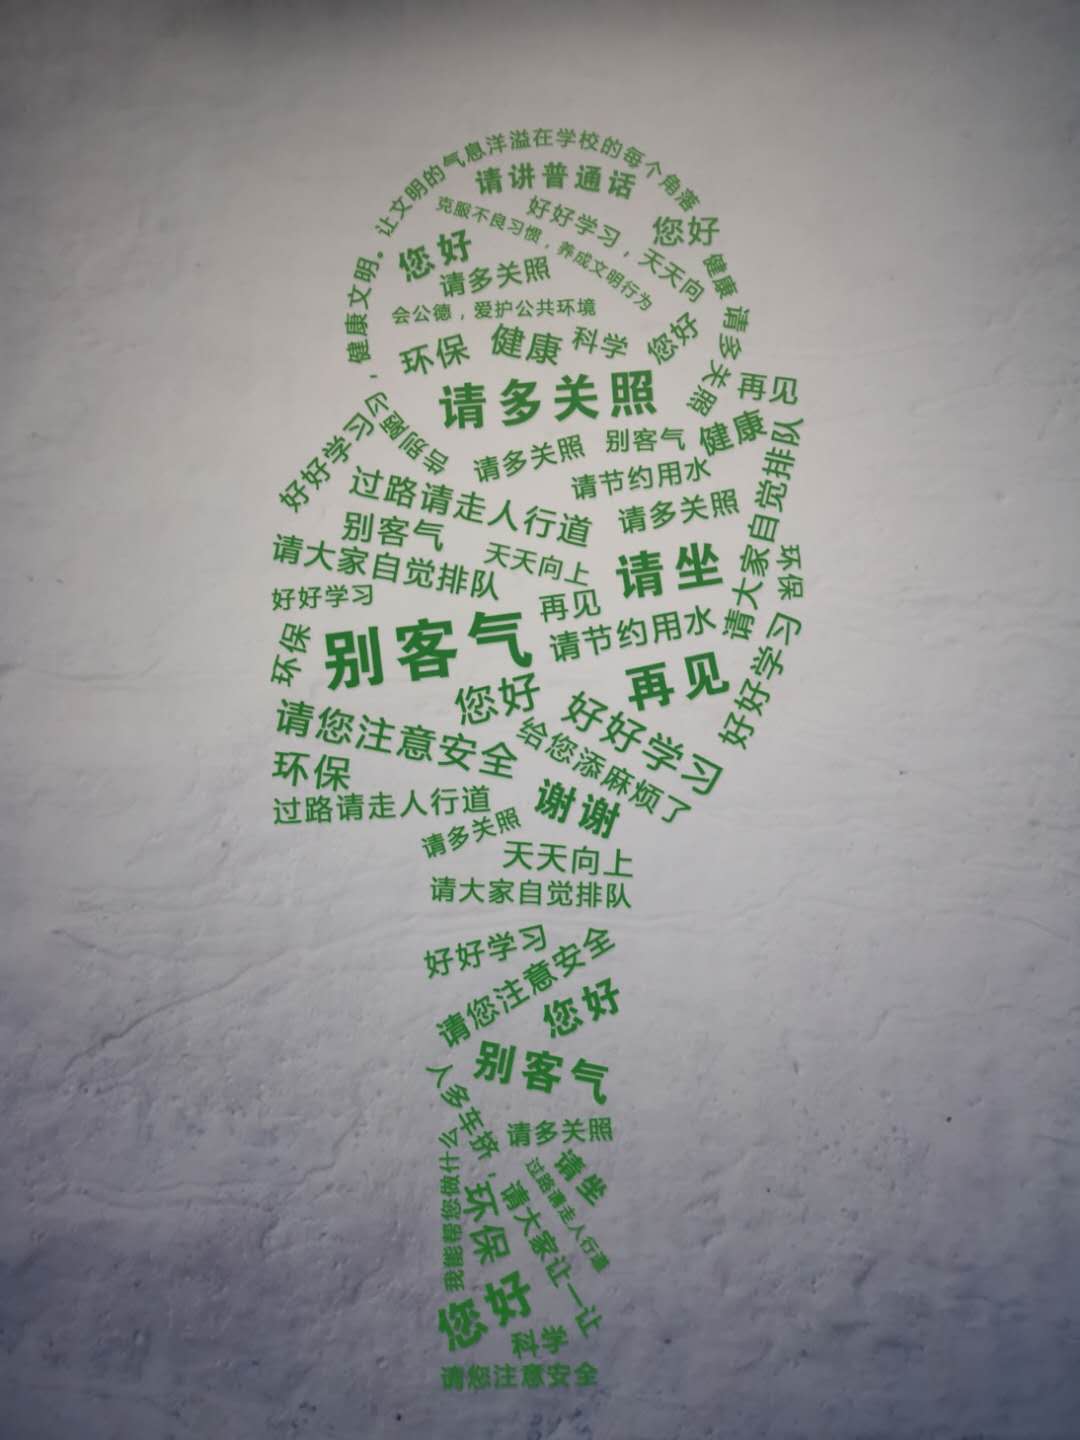 健康文明。让文明的气息洋溢在学校的每个角落
请讲普通话
克服不良习惯，养成文明行为
好好学习，天天向
您好
您好
请多关照
健康
会公德，爱护公共环境
请多关照
环保
健康
科学
您好
请多关照
请多关照
再见
好好学习，
告别陋习
请多关照
别客气
健康
请节约用水
请大家自觉排队
过路请走人行道
请多关照
别客气
请大家自觉排队
天天向上
请坐
环保
好好学习
再见
请节约用水
环保
别客气
好好学习
您好
再见
请您注意安全
好好学习
给您添麻烦了
环保
过路请走人行道
谢谢
请多关照
天天向上
请大家自觉排队
好好学习
请您注意安全
您好
别客气
人多车挤，请大家让一让
请多关照
请坐
过路请走人行道
我能帮您做什么
环保
您好
科学
请您注意安全